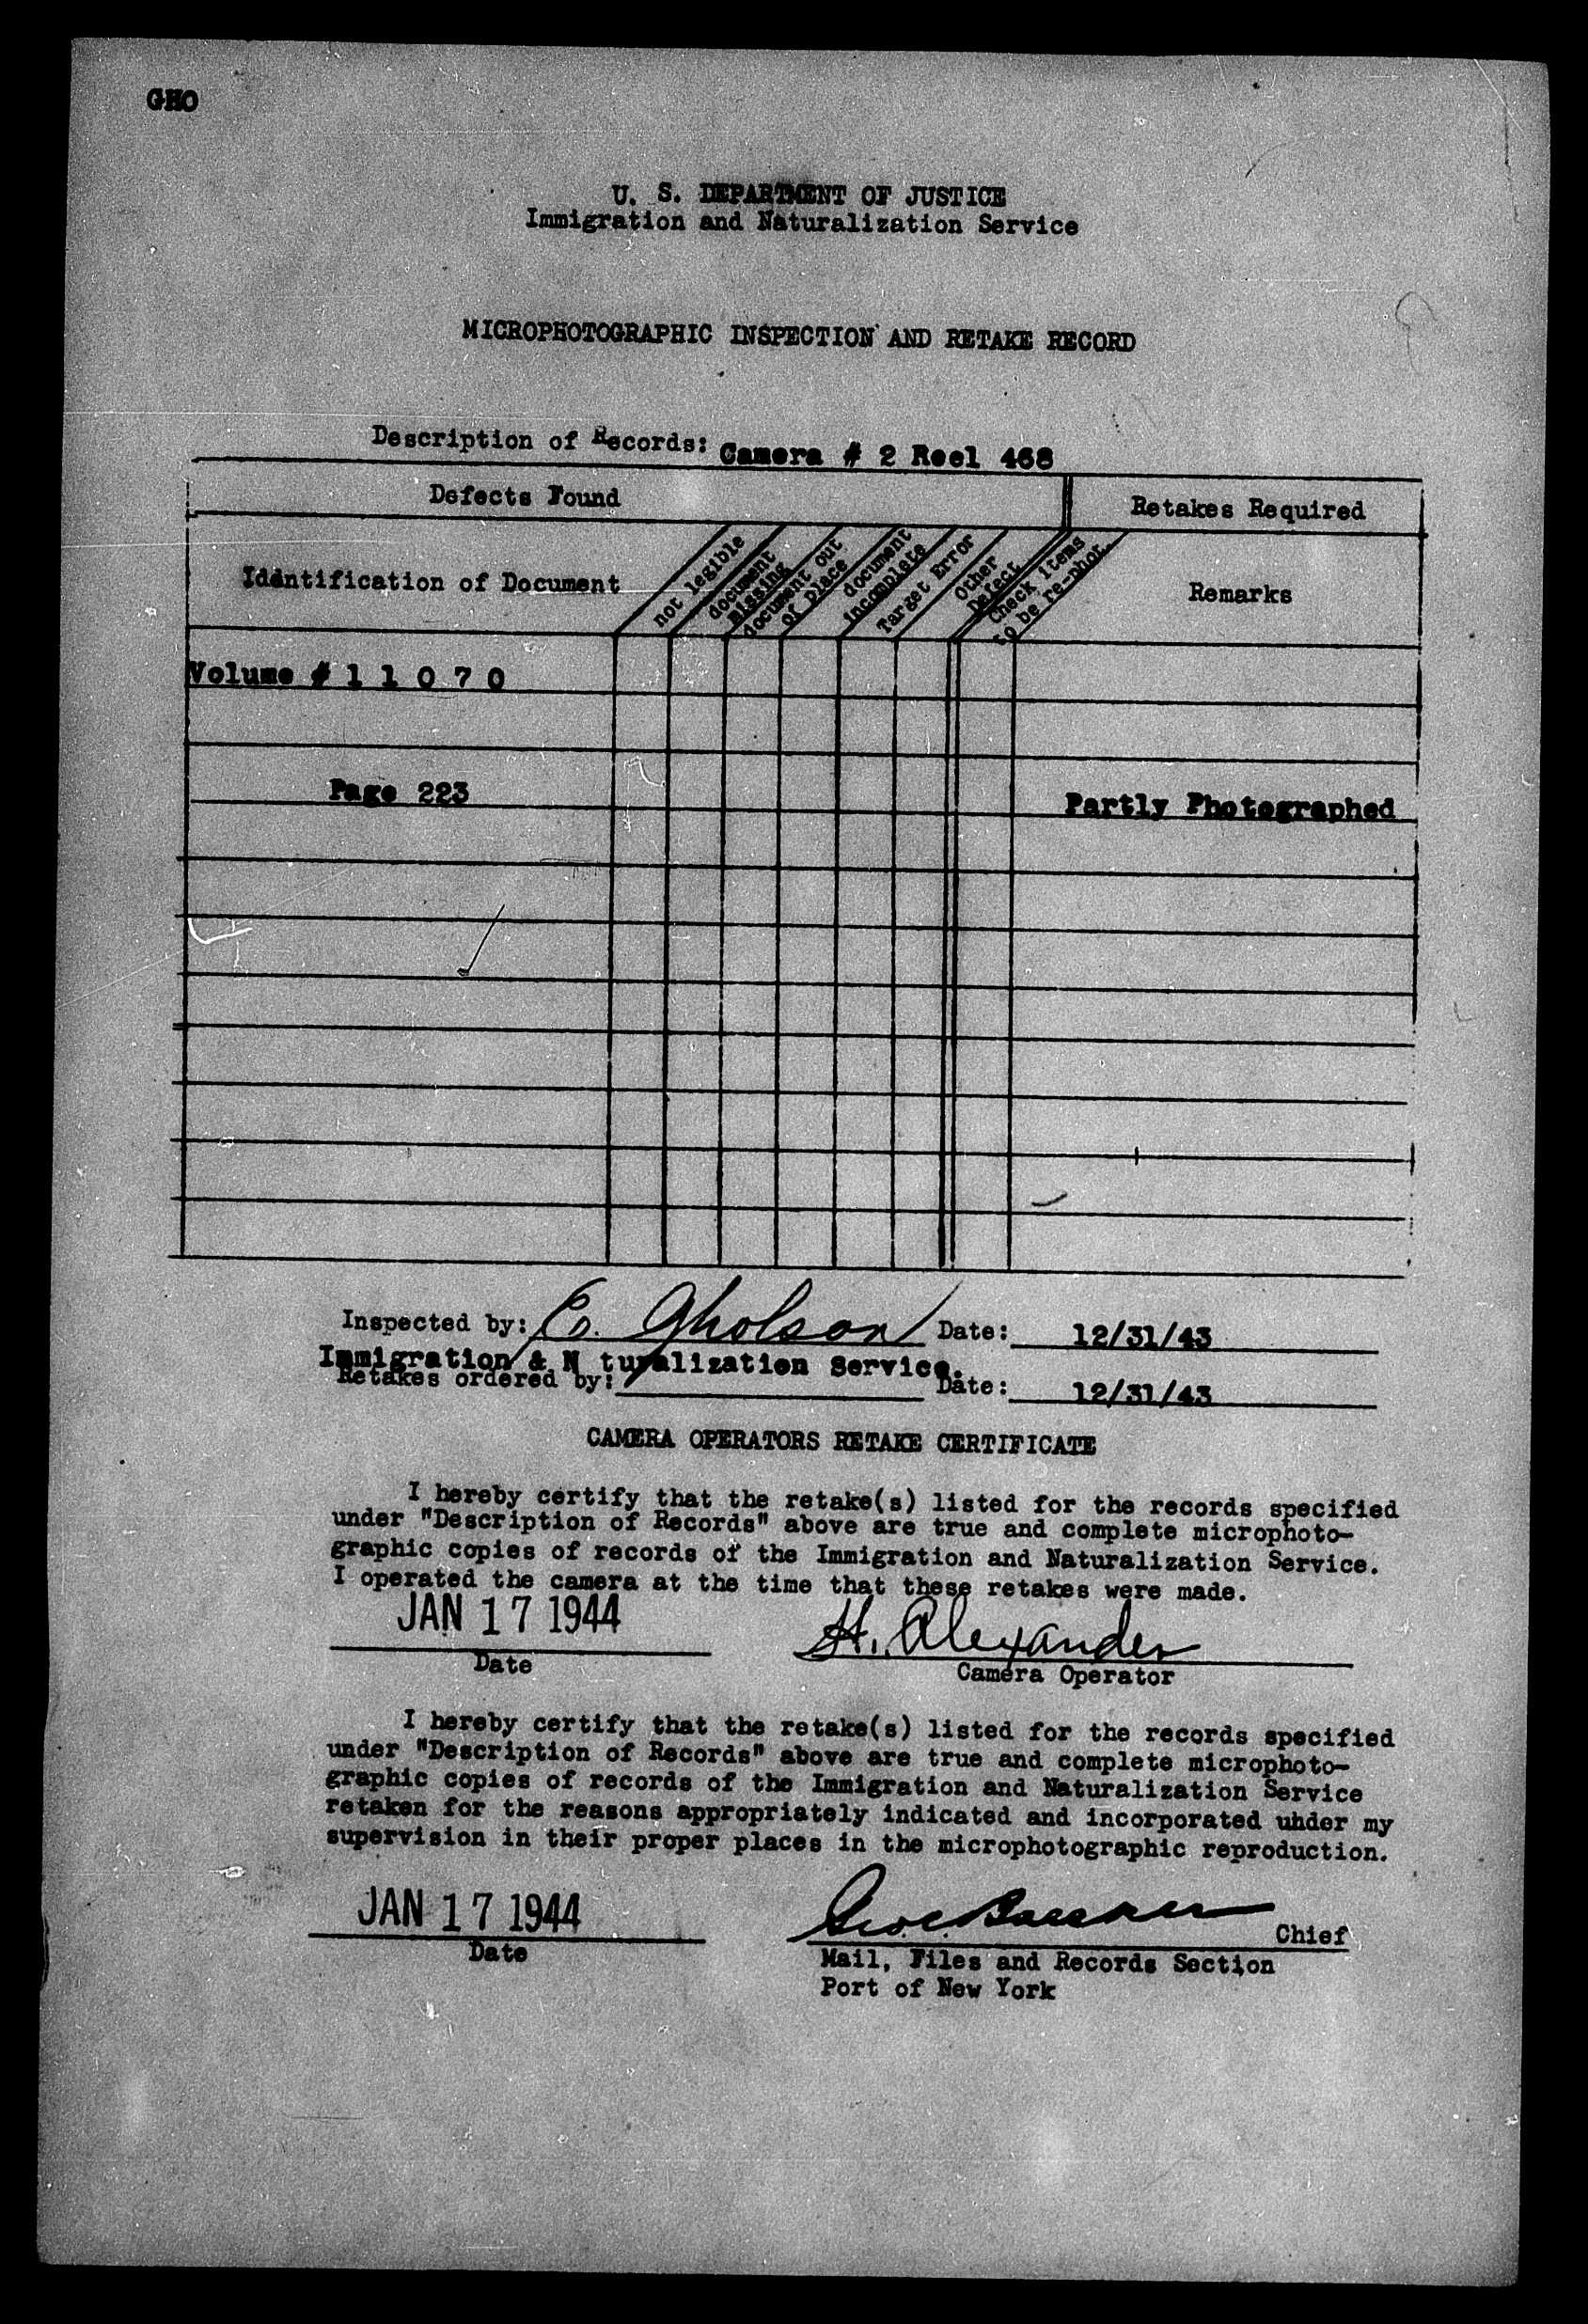 GHO
U. S. DEPARTMENT OF JUSTICE
Immigration and Naturalization Service
MICROPHOTOGRAPHIC INSPECTION AND RETAKE RECORD
Description of Records: Camera # 2 Reel 468
Defects Found
Retakes Required
Identification of Document
not legible
document missing
document out of place
document incomplete
Target Error
Other Defect
Check items to be re-phot.
Remarks
Volume # 1 1 0 7 0
Page 223
Partly Photographed
Inspected by: E. Gholson Date: 12/31/43
Immigration & N turalization Service.
Retakes ordered by: Date: 12/31/43
CAMERA OPERATORS RETAKE CERTIFICATE
I hereby certify that the retake(s) listed for the records specified
under "Description of Records" above are true and complete microphoto-
graphic copies of records of the Immigration and Naturalization Service.
I operated the camera at the time that these retakes were made.
JAN 17 1944 H. Alexander
Date
Camera Operator
I hereby certify that the retake(s) listed for the records specified
under "Description of Records" above are true and complete microphoto-
graphic copies of records of the Immigration and Naturalization Service
retaken for the reasons appropriately indicated and incorporated uhder my
supervision in their proper places in the microphotographic reproduction.
JAN 17 1944
Chief
Date
Mail, Files and Records Section
Port of New York